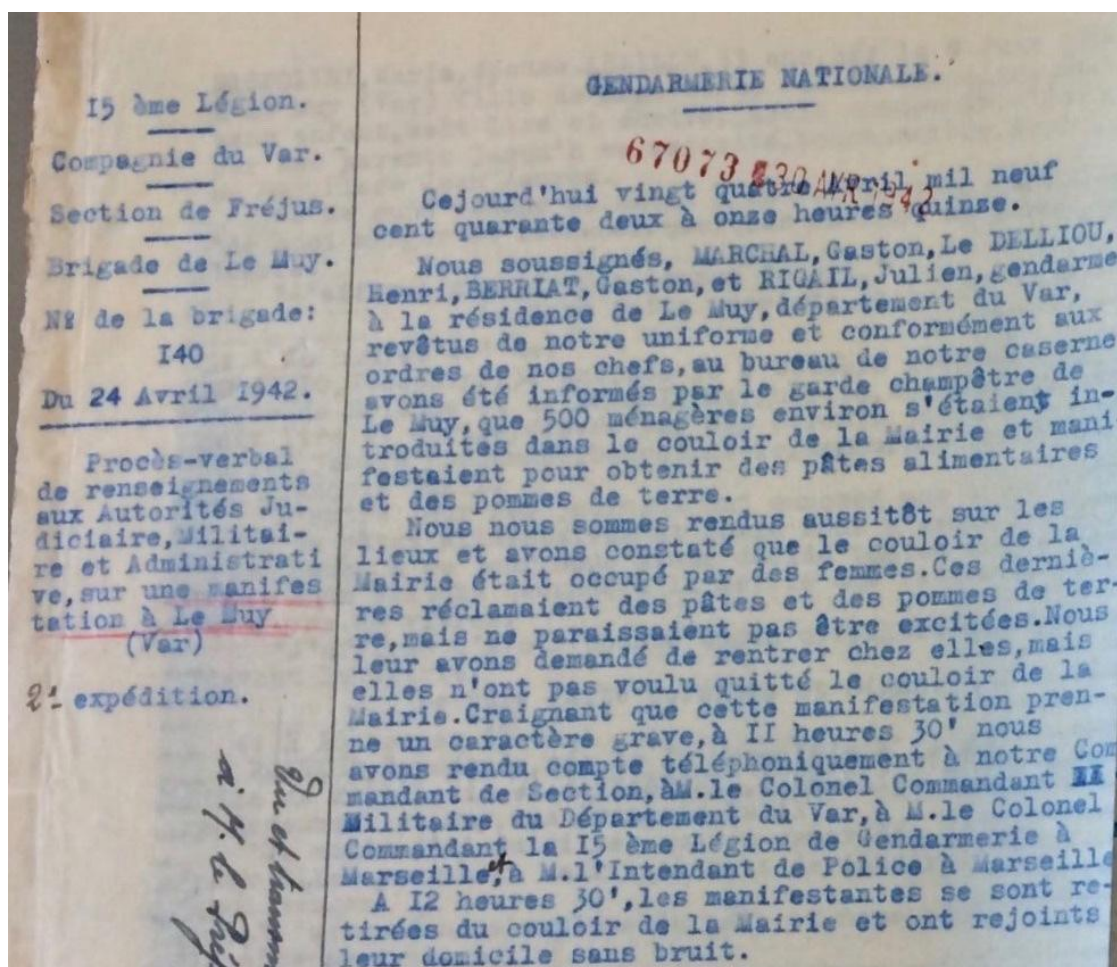 15 ème Légion.
Compagnie du Var.
Section de Fréjus.
Brigade de Le Muy.
N° de la brigade:
I40
Du 24 Avril I942.
Procès-verbal
de renseignements
aux Autorités Ju-
diciaire,Militai-
re et Administrati
ve,sur une manifes
tation à Le Muy
(Var)
2e expédition.
Vu et transm
à M. le Préf
GENDARMERIE NATIONALE.
67073 30 AVR 1942
Cejourd'hui vingt quatre Avril mil neuf
cent quarante deux à onze heures quinze.
Nous soussignés, MARCHAL,Gaston,Le DELLIOU,
Henri,BERRIAT,Gaston,et RIGAIL,Julien,gendarme
à la résidence de Le Muy,département du Var,
revêtus de notre uniforme et conformément aux
ordres de nos chefs,au bureau de notre caserne
avons été informés par le garde champêtre de
Le Muy,que 500 ménagères environ s'étaient in-
troduites dans le couloir de la Mairie et mani
festaient pour obtenir des pâtes alimentaires
et des pommes de terre.
Nous nous sommes rendus aussitôt sur les
lieux et avons constaté que le couloir de la
Mairie était occupé par des femmes.Ces derniè-
res réclamaient des pâtes et des pommes de ter-
re,mais ne paraissaient pas être excitées.Nous
leur avons demandé de rentrer chez elles,mais
elles n'ont pas voulu quitté le couloir de la
Mairie.Craignant que cette manifestation pren-
ne un caractère grave,à II heures 30' nous
avons rendu compte téléphoniquement à notre Com
mandant de Section,àM.le Colonel Commandant
Militaire du Département du Var,à M.le Colonel
Commandant la I5 ème Légion de Gendarmerie à
Marseille,et à M.l'Intendant de Police à Marseille
A I2 heures 30',les manifestantes se sont re-
tirées du couloir de la Mairie et ont rejoints
leur domicile sans bruit.